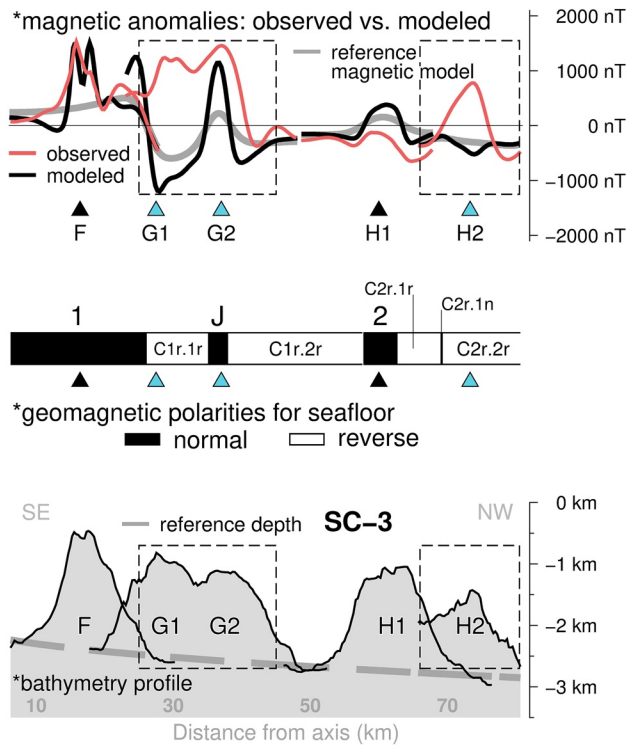 *magnetic anomalies: observed vs. modeled
2000 nT
reference
magnetic model
1000 nT
0 nT
observed
modeled
−1000 nT
F G1 G2 H1 H2
−2000 nT
C2r.1r
C2r.1n
1 J 2
C1r.1r C1r.2r C2r.2r
*geomagnetic polarities for seafloor
normal reverse
0 km
SE reference depth SC−3 NW
−1 km
F G1 G2 H1 H2
−2 km
*bathymetry profile
−3 km
10 30 50 70
Distance from axis (km)